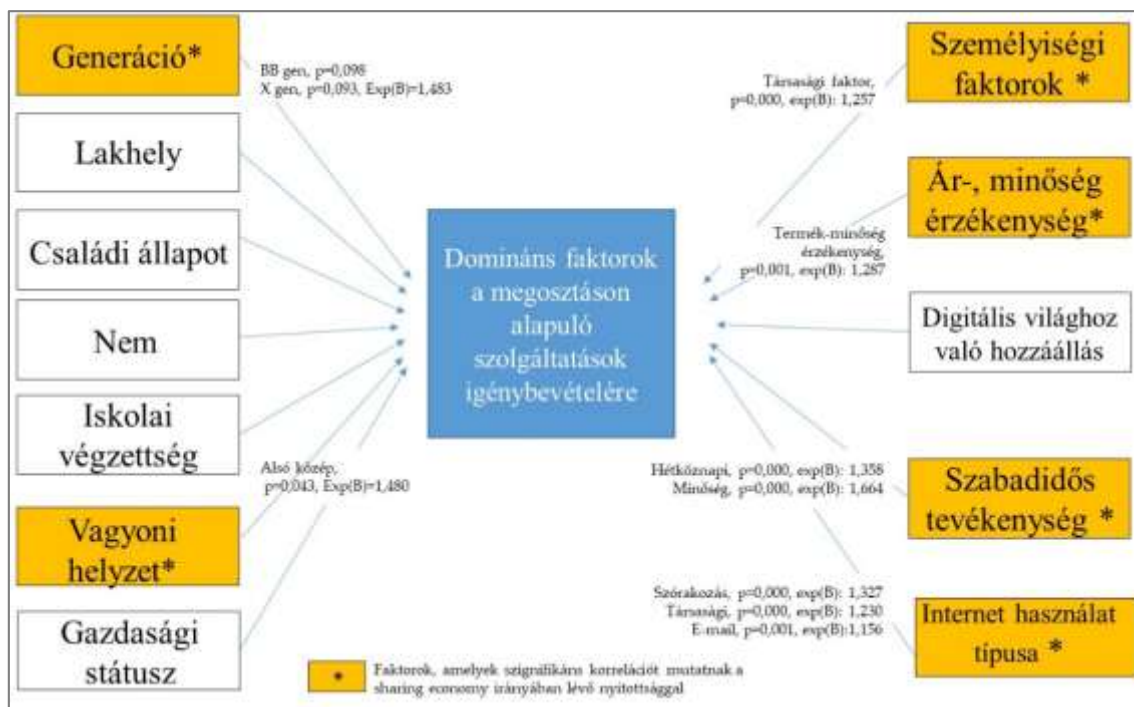 Generáció*
BB gen, p=0,098
X gen, p=0,093, Exp(B)=1,483
Lakhely
Családi állapot
Nem
Iskolai
végzettség
Alsó közép,
p=0,043, Exp(B)=1,480
Vagyoni
helyzet*
Gazdasági
státusz
Domináns faktorok
a megosztáson
alapuló
szolgáltatások
igénybevételére
Társasági faktor,
p=0,000, exp(B): 1,257
Személyiségi
faktorok *
Termék-minőség
érzékenység,
p=0,001, exp(B): 1,287
Ár-, minőség
érzékenység*
Digitális világhoz
való hozzáállás
Hétköznapi, p=0,000, exp(B): 1,358
Minőség, p=0,000, exp(B): 1,664
Szabadidős
tevékenység *
Szórakozás, p=0,000, exp(B): 1,327
Társasági, p=0,000, exp(B): 1,230
E-mail, p=0,001, exp(B):1,156
Internet használat
típusa *
* Faktorok, amelyek szignifikáns korrelációt mutatnak a
sharing economy irányában lévő nyitottsággal